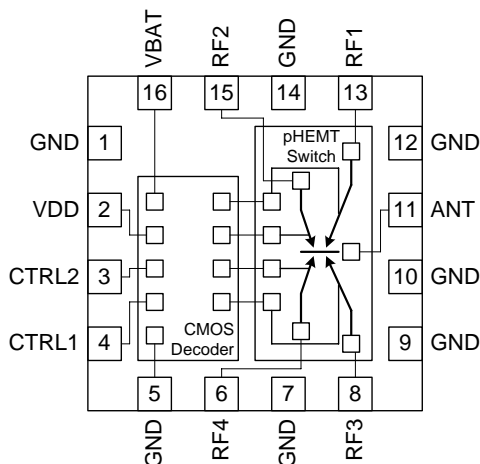 VBAT
RF2
GND
RF1
16
15
14
13
GND
1
pHEMT
Switch
12
GND
VDD
2
11
ANT
CTRL2
3
10
GND
CTRL1
4
CMOS
Decoder
9
GND
5
6
7
8
GND
RF4
GND
RF3